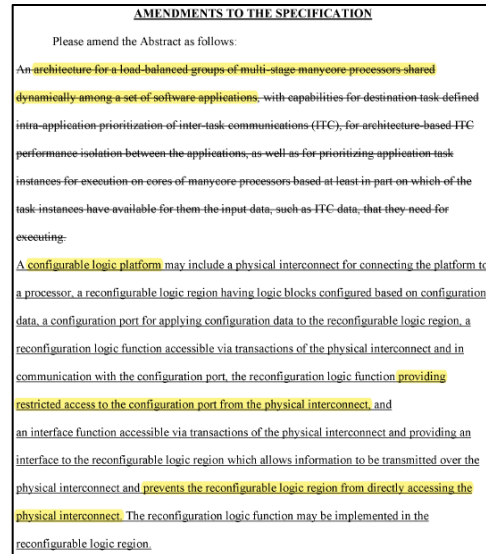 AMENDMENTS TO THE SPECIFICATION
Please amend the Abstract as follows:
An architecture for a load-balanced groups of multi-stage manycore processors shared
dynamically among a set of software applications, with capabilities for destination task defined
intra-application prioritization of inter-task communications (ITC), for architecture-based ITC
performance isolation between the applications, as well as for prioritizing application task
instances for execution on cores of manycore processors based at least in part on which of the
task instances have available for them the input data, such as ITC data, that they need for
executing.
A configurable logic platform may include a physical interconnect for connecting the platform to
a processor, a reconfigurable logic region having logic blocks configured based on configuration
data, a configuration port for applying configuration data to the reconfigurable logic region, a
reconfiguration logic function accessible via transactions of the physical interconnect and in
communication with the configuration port, the reconfiguration logic function providing
restricted access to the configuration port from the physical interconnect, and
an interface function accessible via transactions of the physical interconnect and providing an
interface to the reconfigurable logic region which allows information to be transmitted over the
physical interconnect and prevents the reconfigurable logic region from directly accessing the
physical interconnect. The reconfiguration logic function may be implemented in the
reconfigurable logic region.